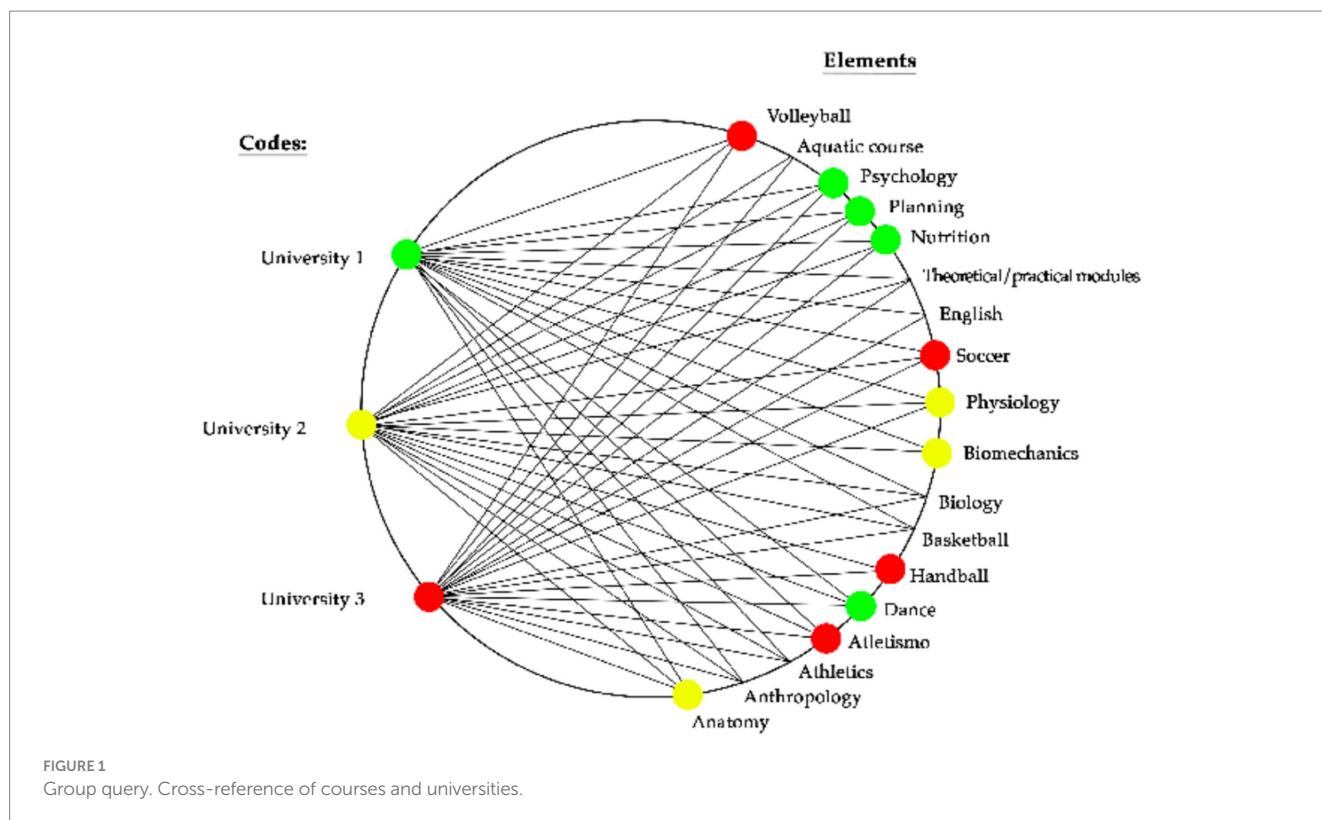 Elements
Codes:
Volleyball
Aquatic course
Psychology
Planning
Nutrition
Theoretical/practical modules
English
Soccer
Physiology
Biomechanics
Biology
Basketball
Handball
Dance
Atletismo
Athletics
Anthropology
Anatomy
University 1
University 2
University 3
FIGURE 1
Group query. Cross-reference of courses and universities.